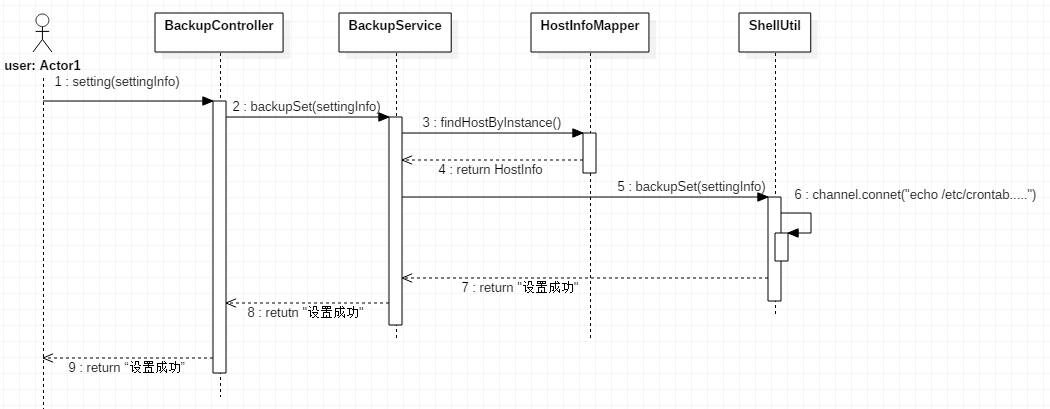 BackupController
BackupService
HostInfoMapper
ShellUtil
user: Actor1
1 : setting(settingInfo)
2 : backupSet(settingInfo)
3 : findHostByInstance()
4 : return HostInfo
5 : backupSet(settingInfo)
6 : channel.connet("echo /etc/crontab.....")
7 : return "设置成功"
8 : retutn "设置成功"
9 : return “设置成功”